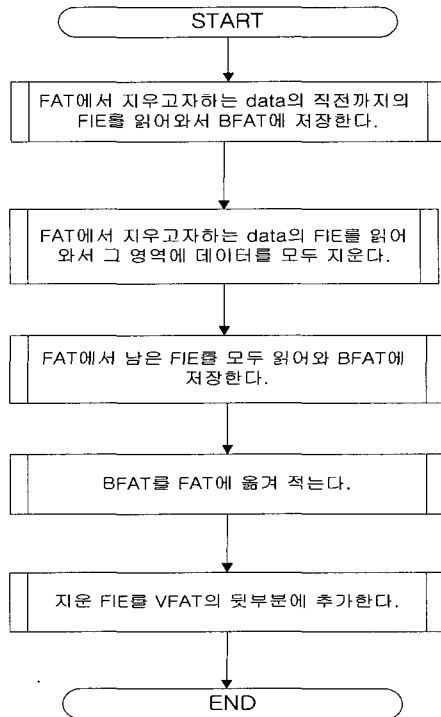 START
FAT에서 지우고자하는 data의 직전까지의
FIE를 읽어와서 BFAT에 저장한다.
FAT에서 지우고자하는 data의 FIE를 읽어
와서 그 영역에 데이터를 모두 지운다.
FAT에서 남은 FIE를 모두 읽어와 BFAT에
저장한다.
BFAT를 FAT에 옮겨 적는다.
지운 FIE를 VFAT의 뒷부분에 추가한다.
END